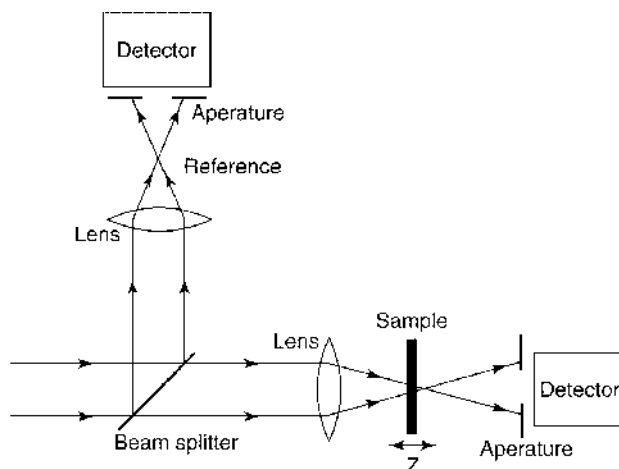 Detector
Aperature
Reference
Lens
Sample
Lens
Detector
Beam splitter
Aperature
Z